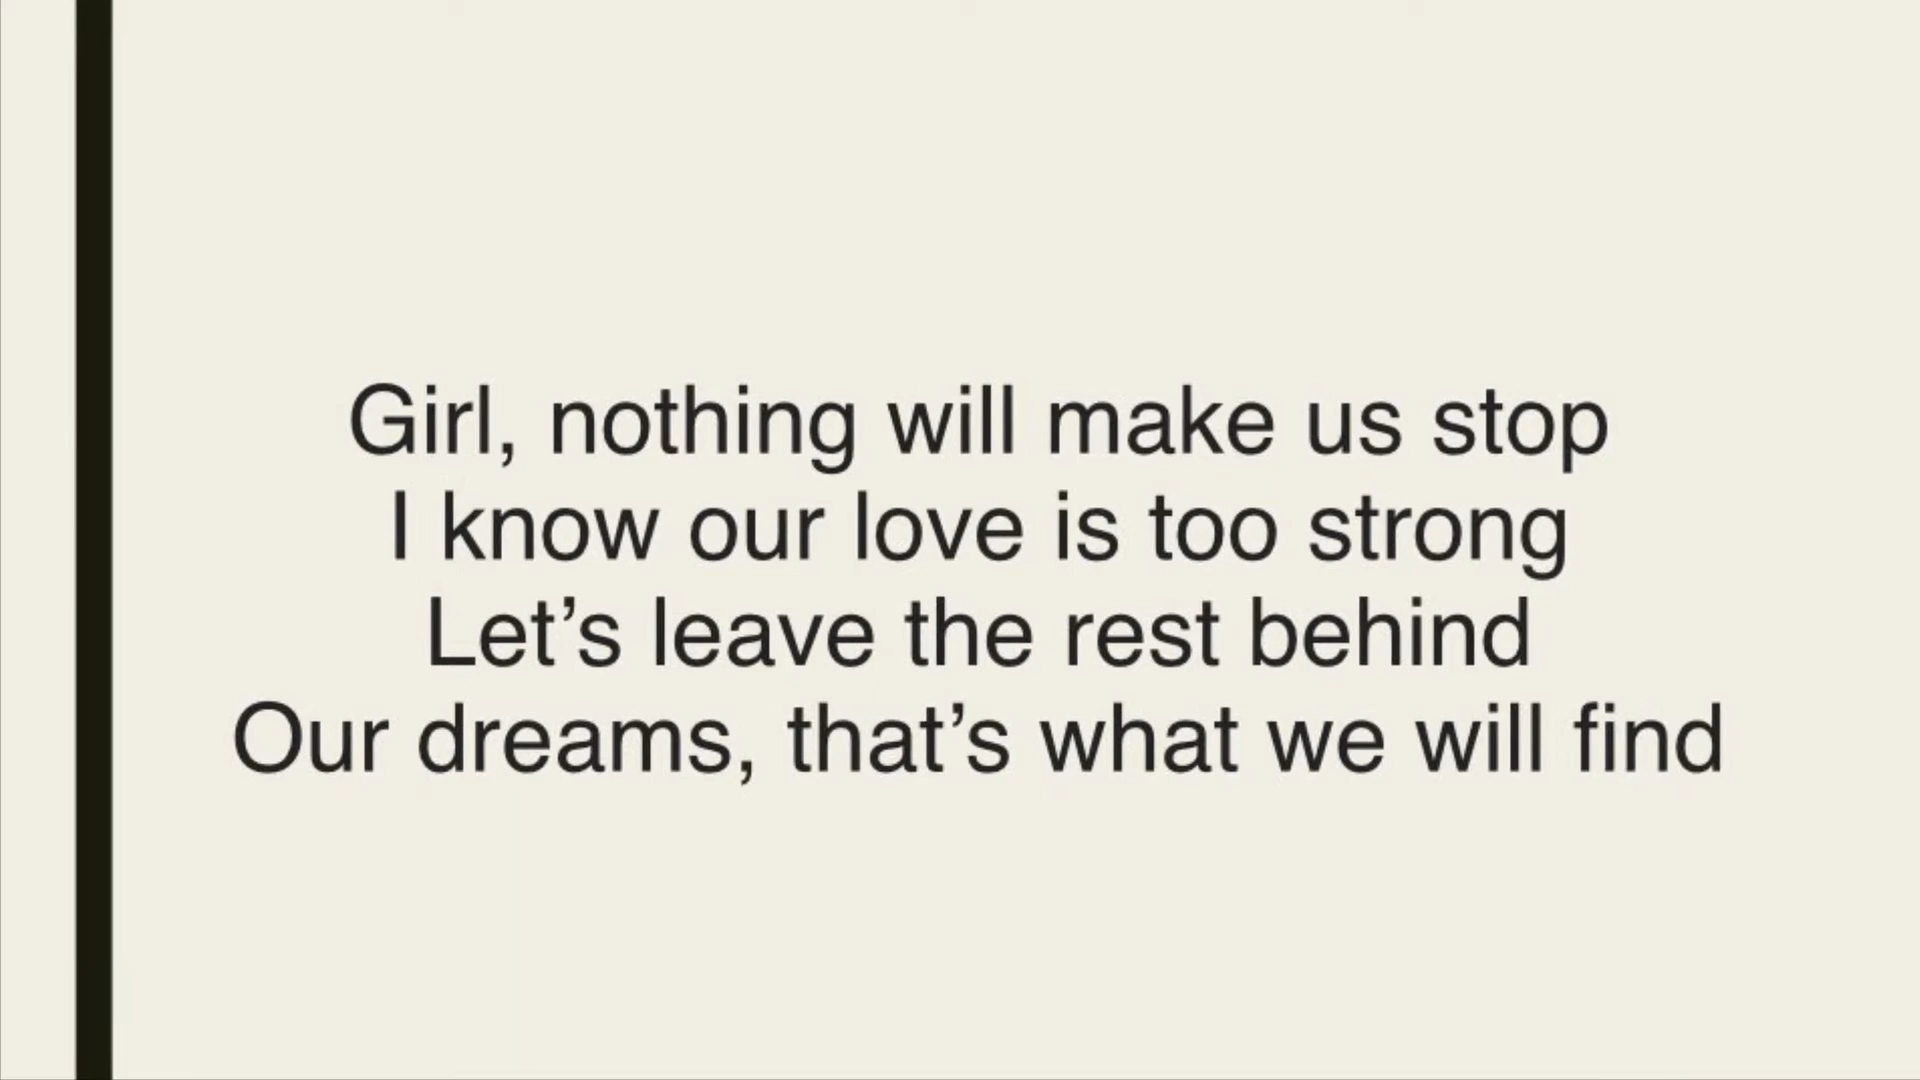 Girl, nothing will make us stop
I know our love is too strong
Let’s leave the rest behind
Our dreams, that’s what we will find